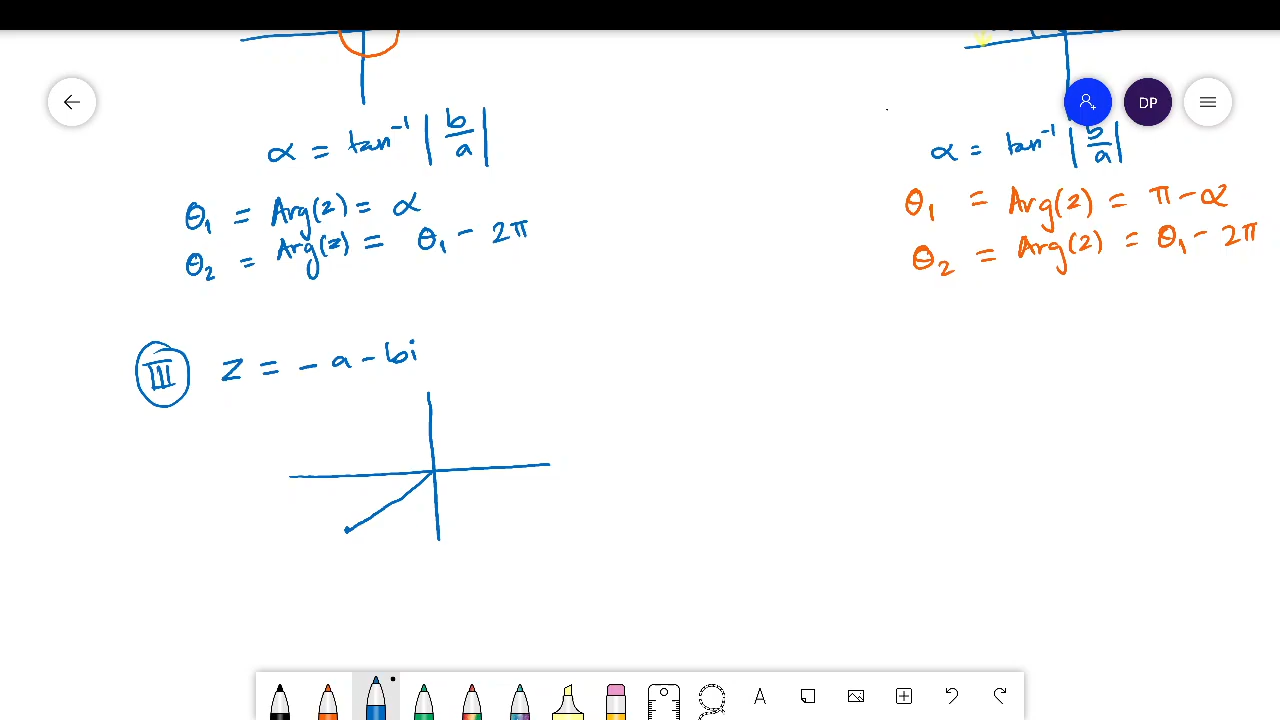 α = tan⁻¹ |b/a|
θ₁ = Arg(z) = α
θ₂ = Arg(z) = θ₁ - 2π
DP
α = tan⁻¹ |b/a|
θ₁ = Arg(z) = π - α
θ₂ = Arg(z) = θ₁ - 2π
III z = - a - bi
A